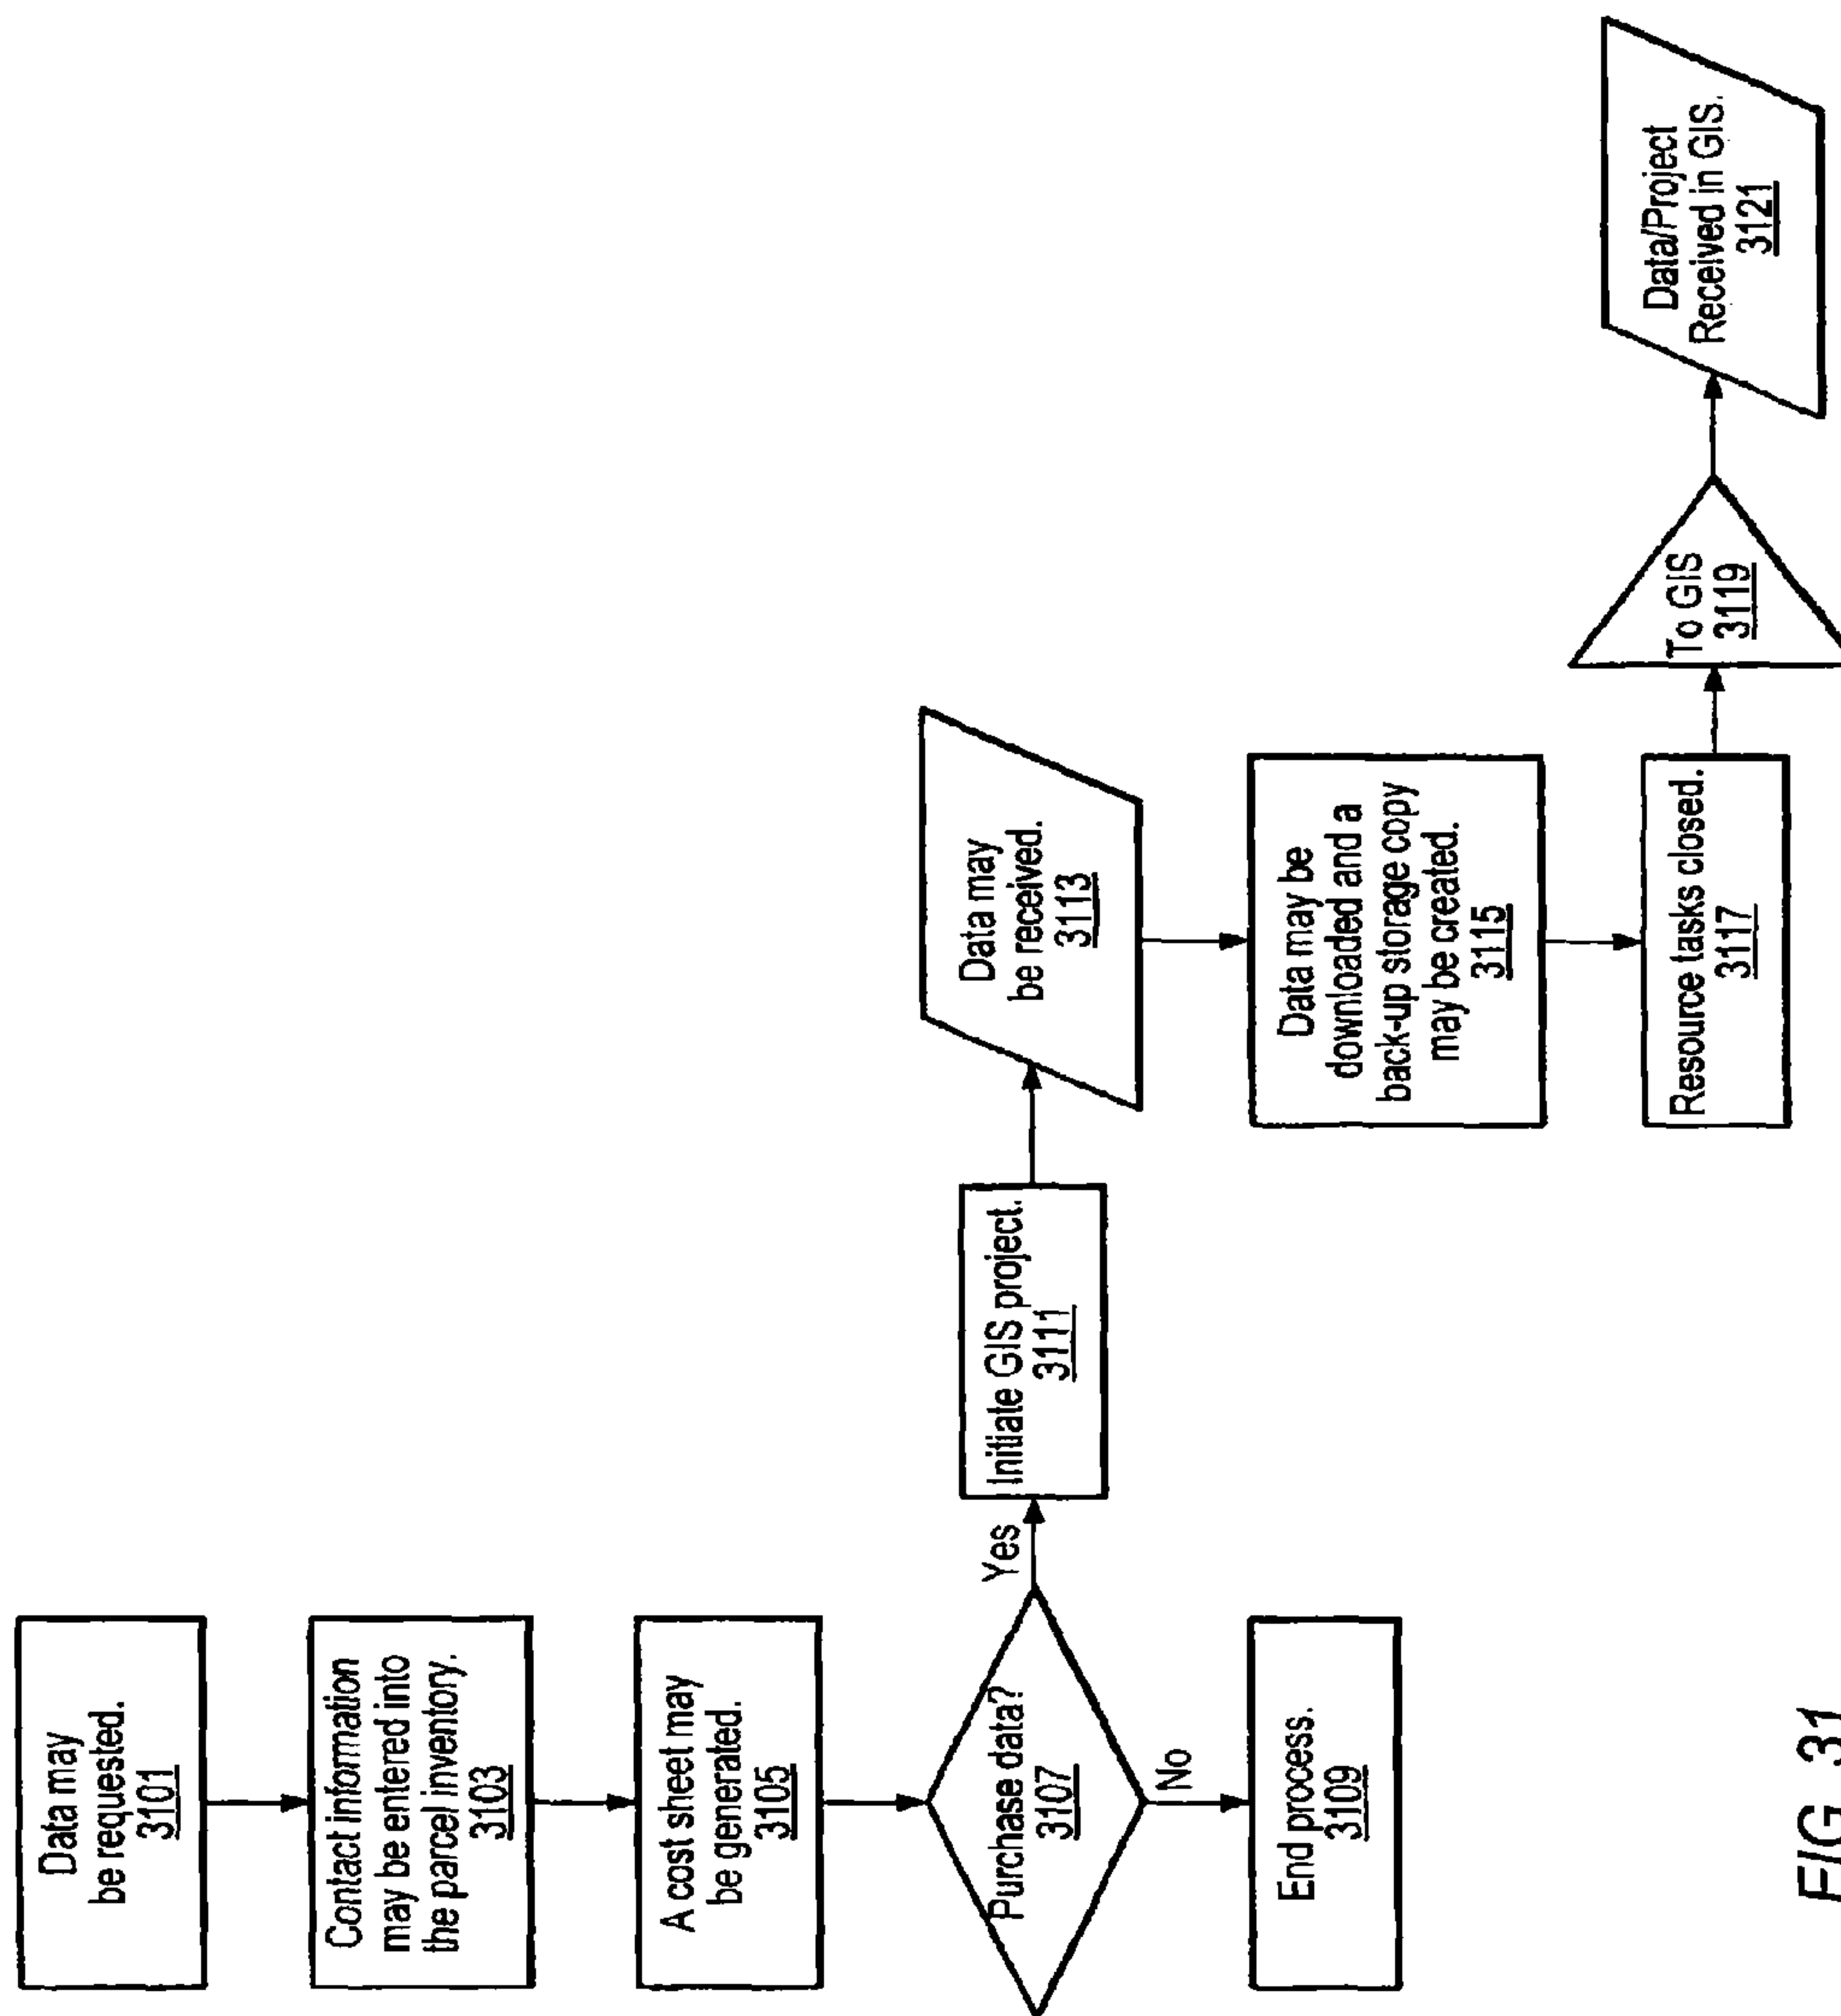 Data may
be requested.
3101
Contact information
may be entered into
the parcel inventory.
3103
A cost sheet may
be generated.
3105
Purchase data?
3107
No
End process.
3109
Yes
Initiate GIS project.
3111
Data may
be received.
3113
Data may be
downloaded and a
back-up storage copy
may be created.
3115
Resource tasks closed.
3117
To GIS
3119
Data/Project
Received in GIS.
3121
FIG. 31